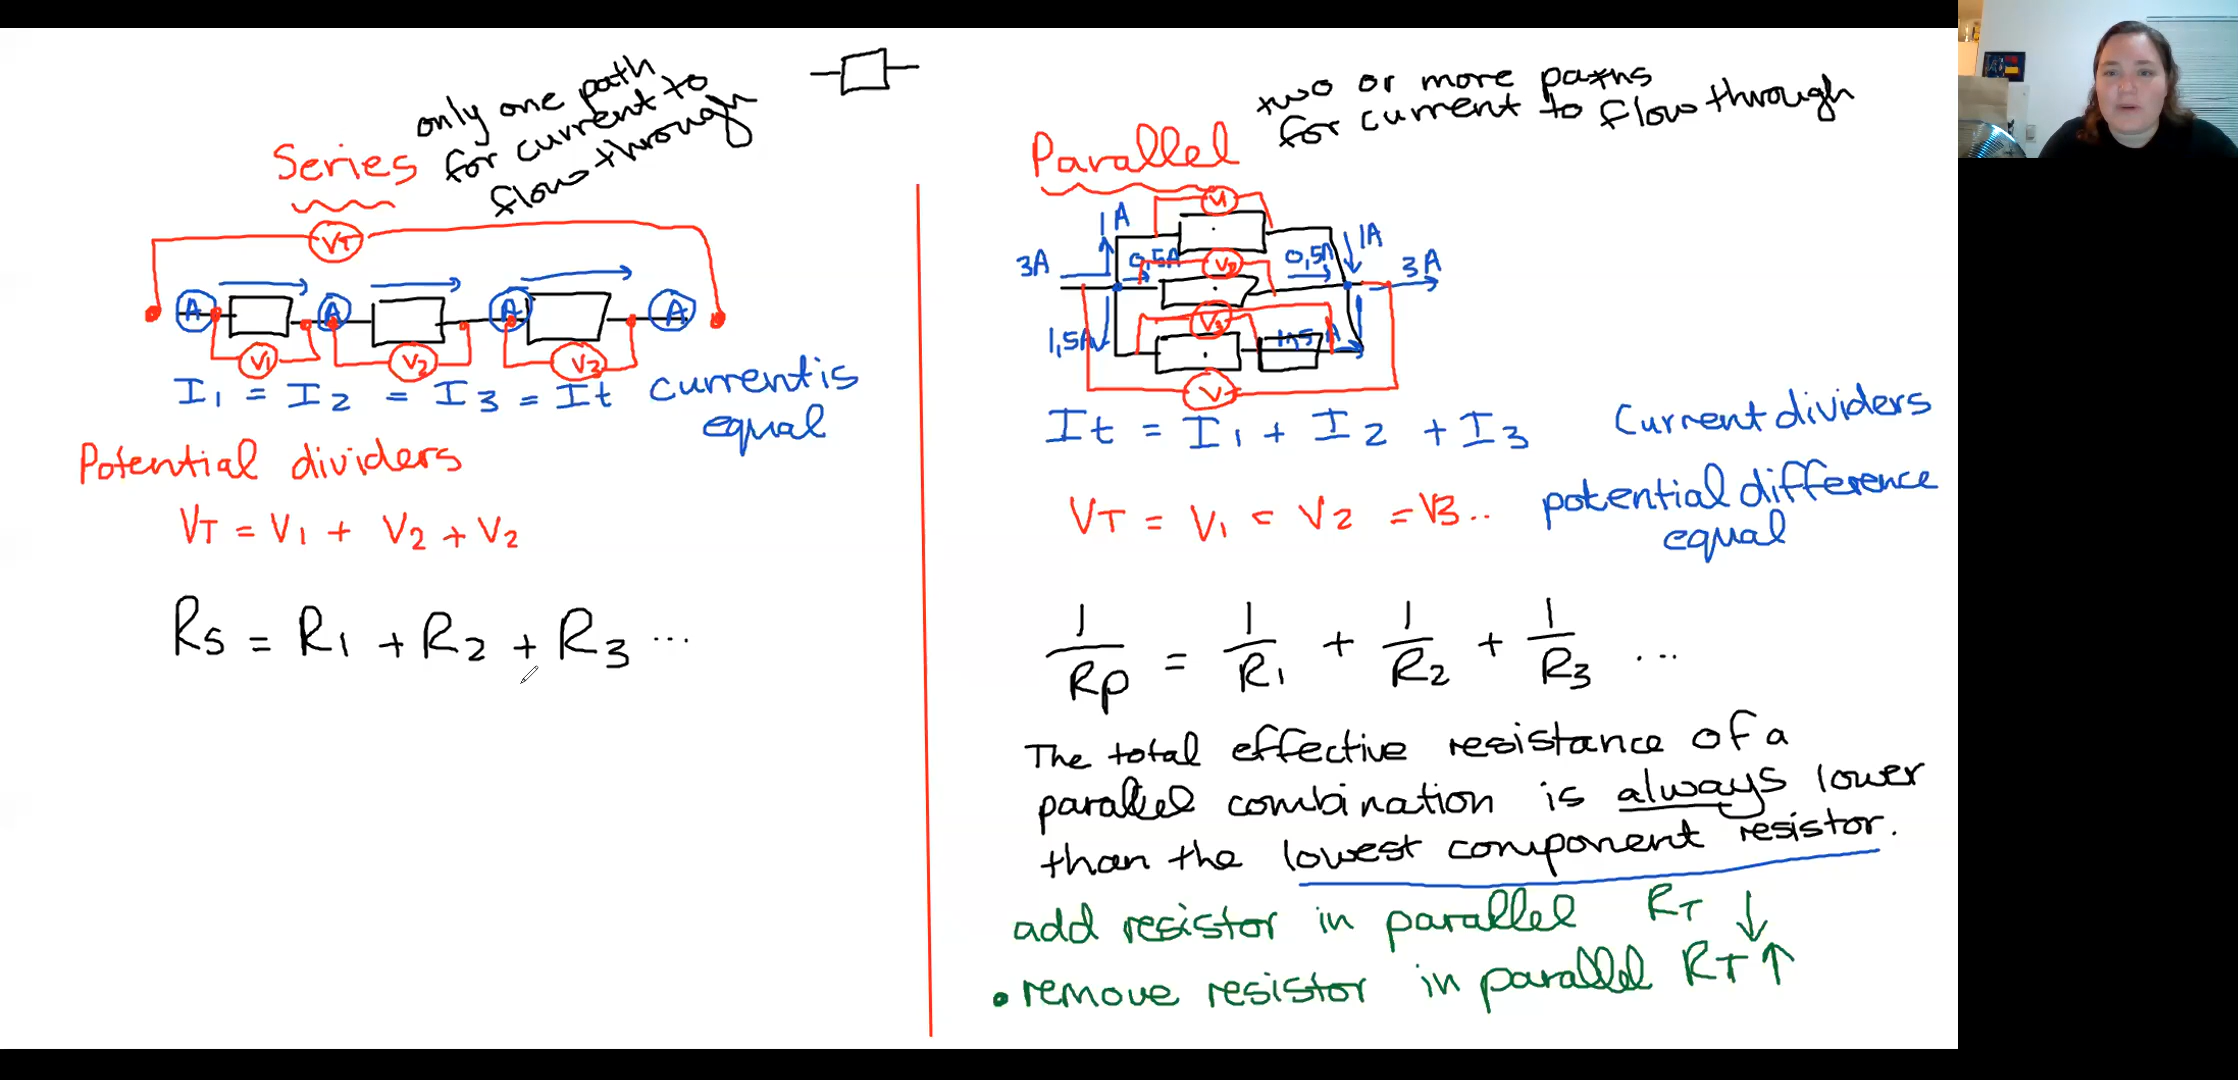 Series
only one path
for current to
flow through
VT
A
A
A
A
V1
V2
V3
I1 = I2 = I3 = It
current is
equal
Potential dividers
VT = V1 + V2 + V2
Rs = R1 + R2 + R3 ...
Parallel
two or more paths
for current to flow through
V1
1A
1A
3A
0,5A
V2
0,5A
3A
1,5A
V3
1,5A
V
It = I1 + I2 + I3
Current dividers
VT = V1 = V2 = V3..
potential difference
equal
1/Rp = 1/R1 + 1/R2 + 1/R3 ...
The total effective resistance of a
parallel combination is always lower
than the lowest component resistor.
add resistor in parallel RT ↓
• remove resistor in parallel RT ↑